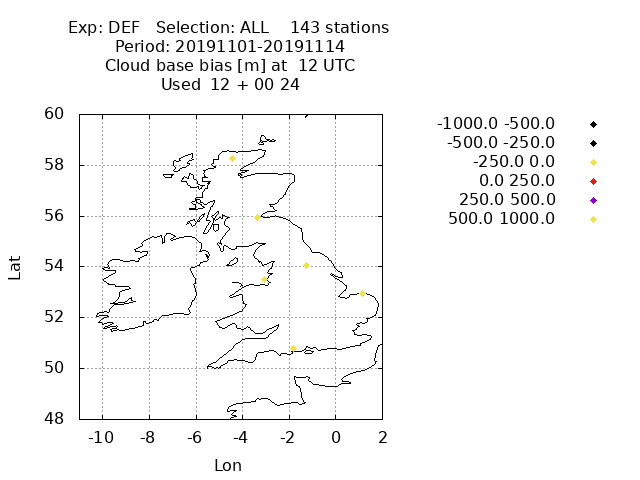 Exp: DEF   Selection: ALL    143 stations
Period: 20191101-20191114
Cloud base bias [m] at  12 UTC
Used  12 + 00 24
-1000.0 -500.0
-500.0 -250.0
-250.0 0.0
0.0 250.0
250.0 500.0
500.0 1000.0
Lat
60
58
56
54
52
50
48
-10 -8 -6 -4 -2 0 2
Lon